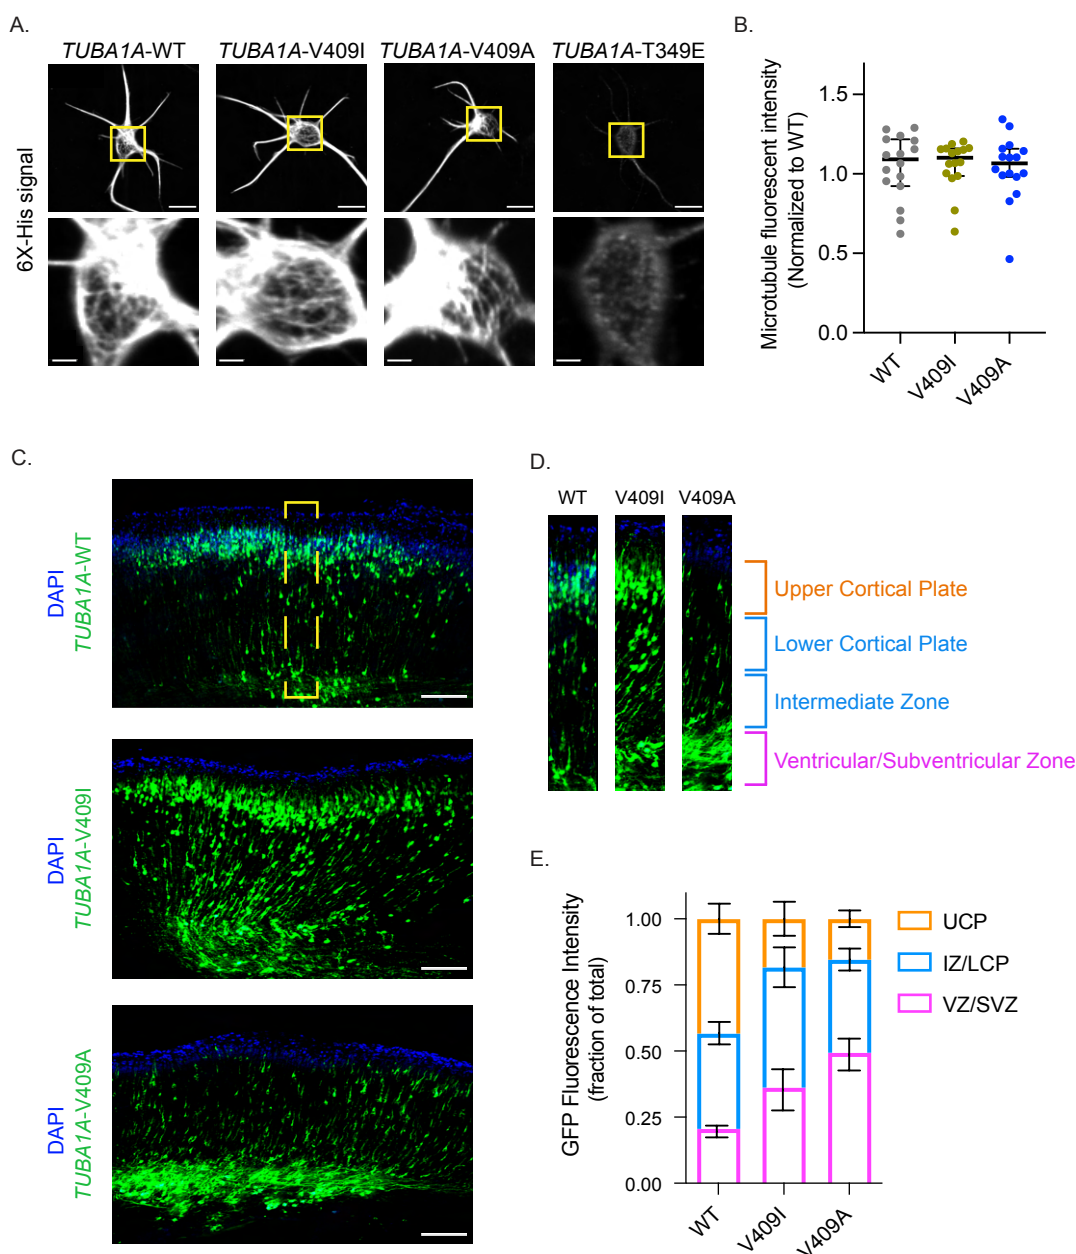 A.
TUBA1A-WT
TUBA1A-V409I
TUBA1A-V409A
TUBA1A-T349E
6X-His signal
B.
Microtubule fluorescent intensity
(Normalized to WT)
1.5
1.0
0.5
0.0
WT
V409I
V409A
C.
DAPI
TUBA1A-WT
DAPI
TUBA1A-V409I
DAPI
TUBA1A-V409A
D.
WT
V409I
V409A
Upper Cortical Plate
Lower Cortical Plate
Intermediate Zone
Ventricular/Subventricular Zone
E.
GFP Fluorescence Intensity
(fraction of total)
1.00
0.75
0.50
0.25
0.00
WT
V409I
V409A
UCP
IZ/LCP
VZ/SVZ